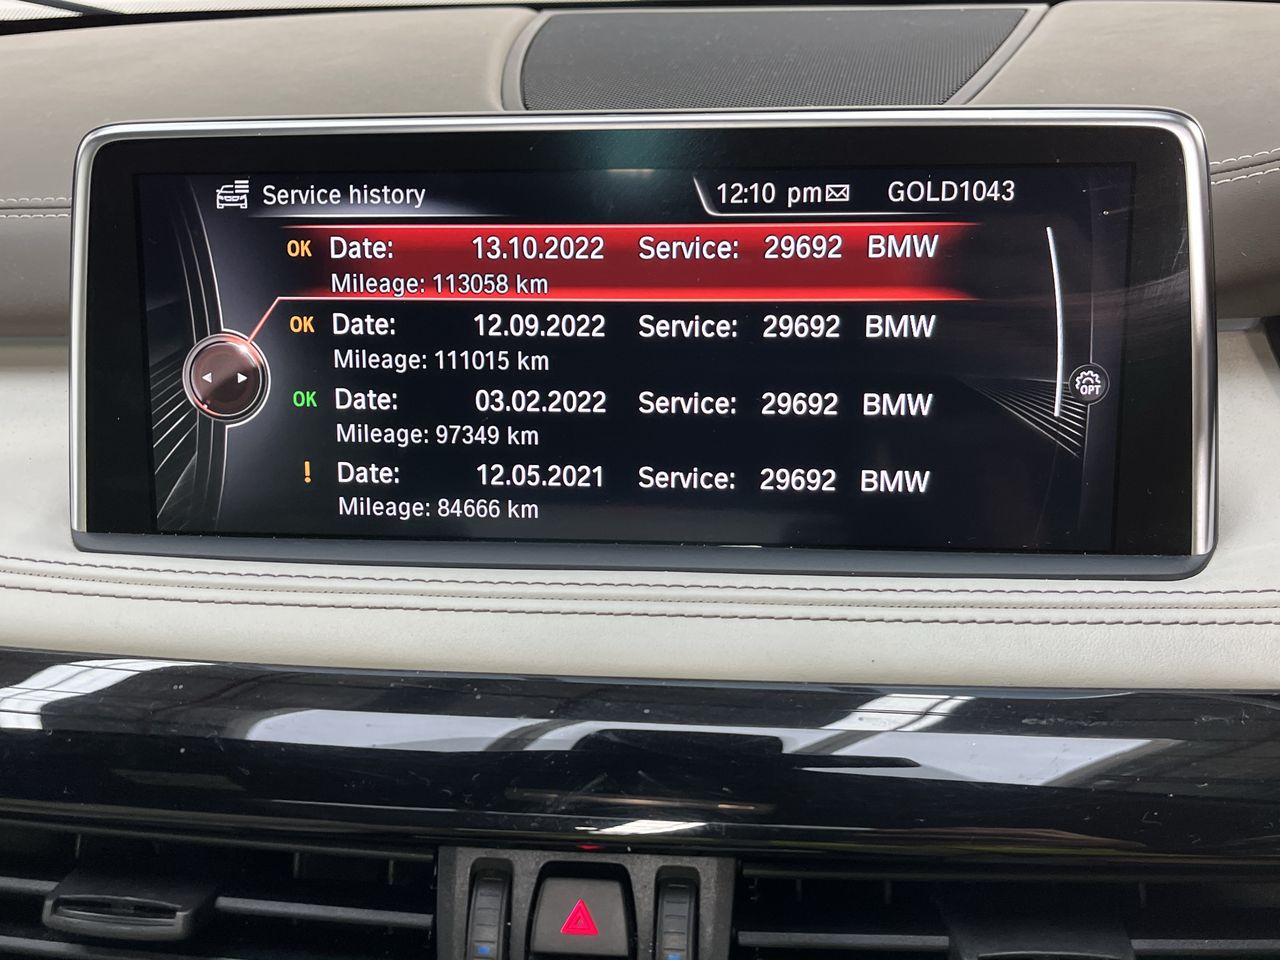 Service history 12:10 pm GOLD1043
OK Date: 13.10.2022 Service: 29692 BMW
Mileage: 113058 km
OK Date: 12.09.2022 Service: 29692 BMW
Mileage: 111015 km
OK Date: 03.02.2022 Service: 29692 BMW
Mileage: 97349 km
! Date: 12.05.2021 Service: 29692 BMW
Mileage: 84666 km
OPT